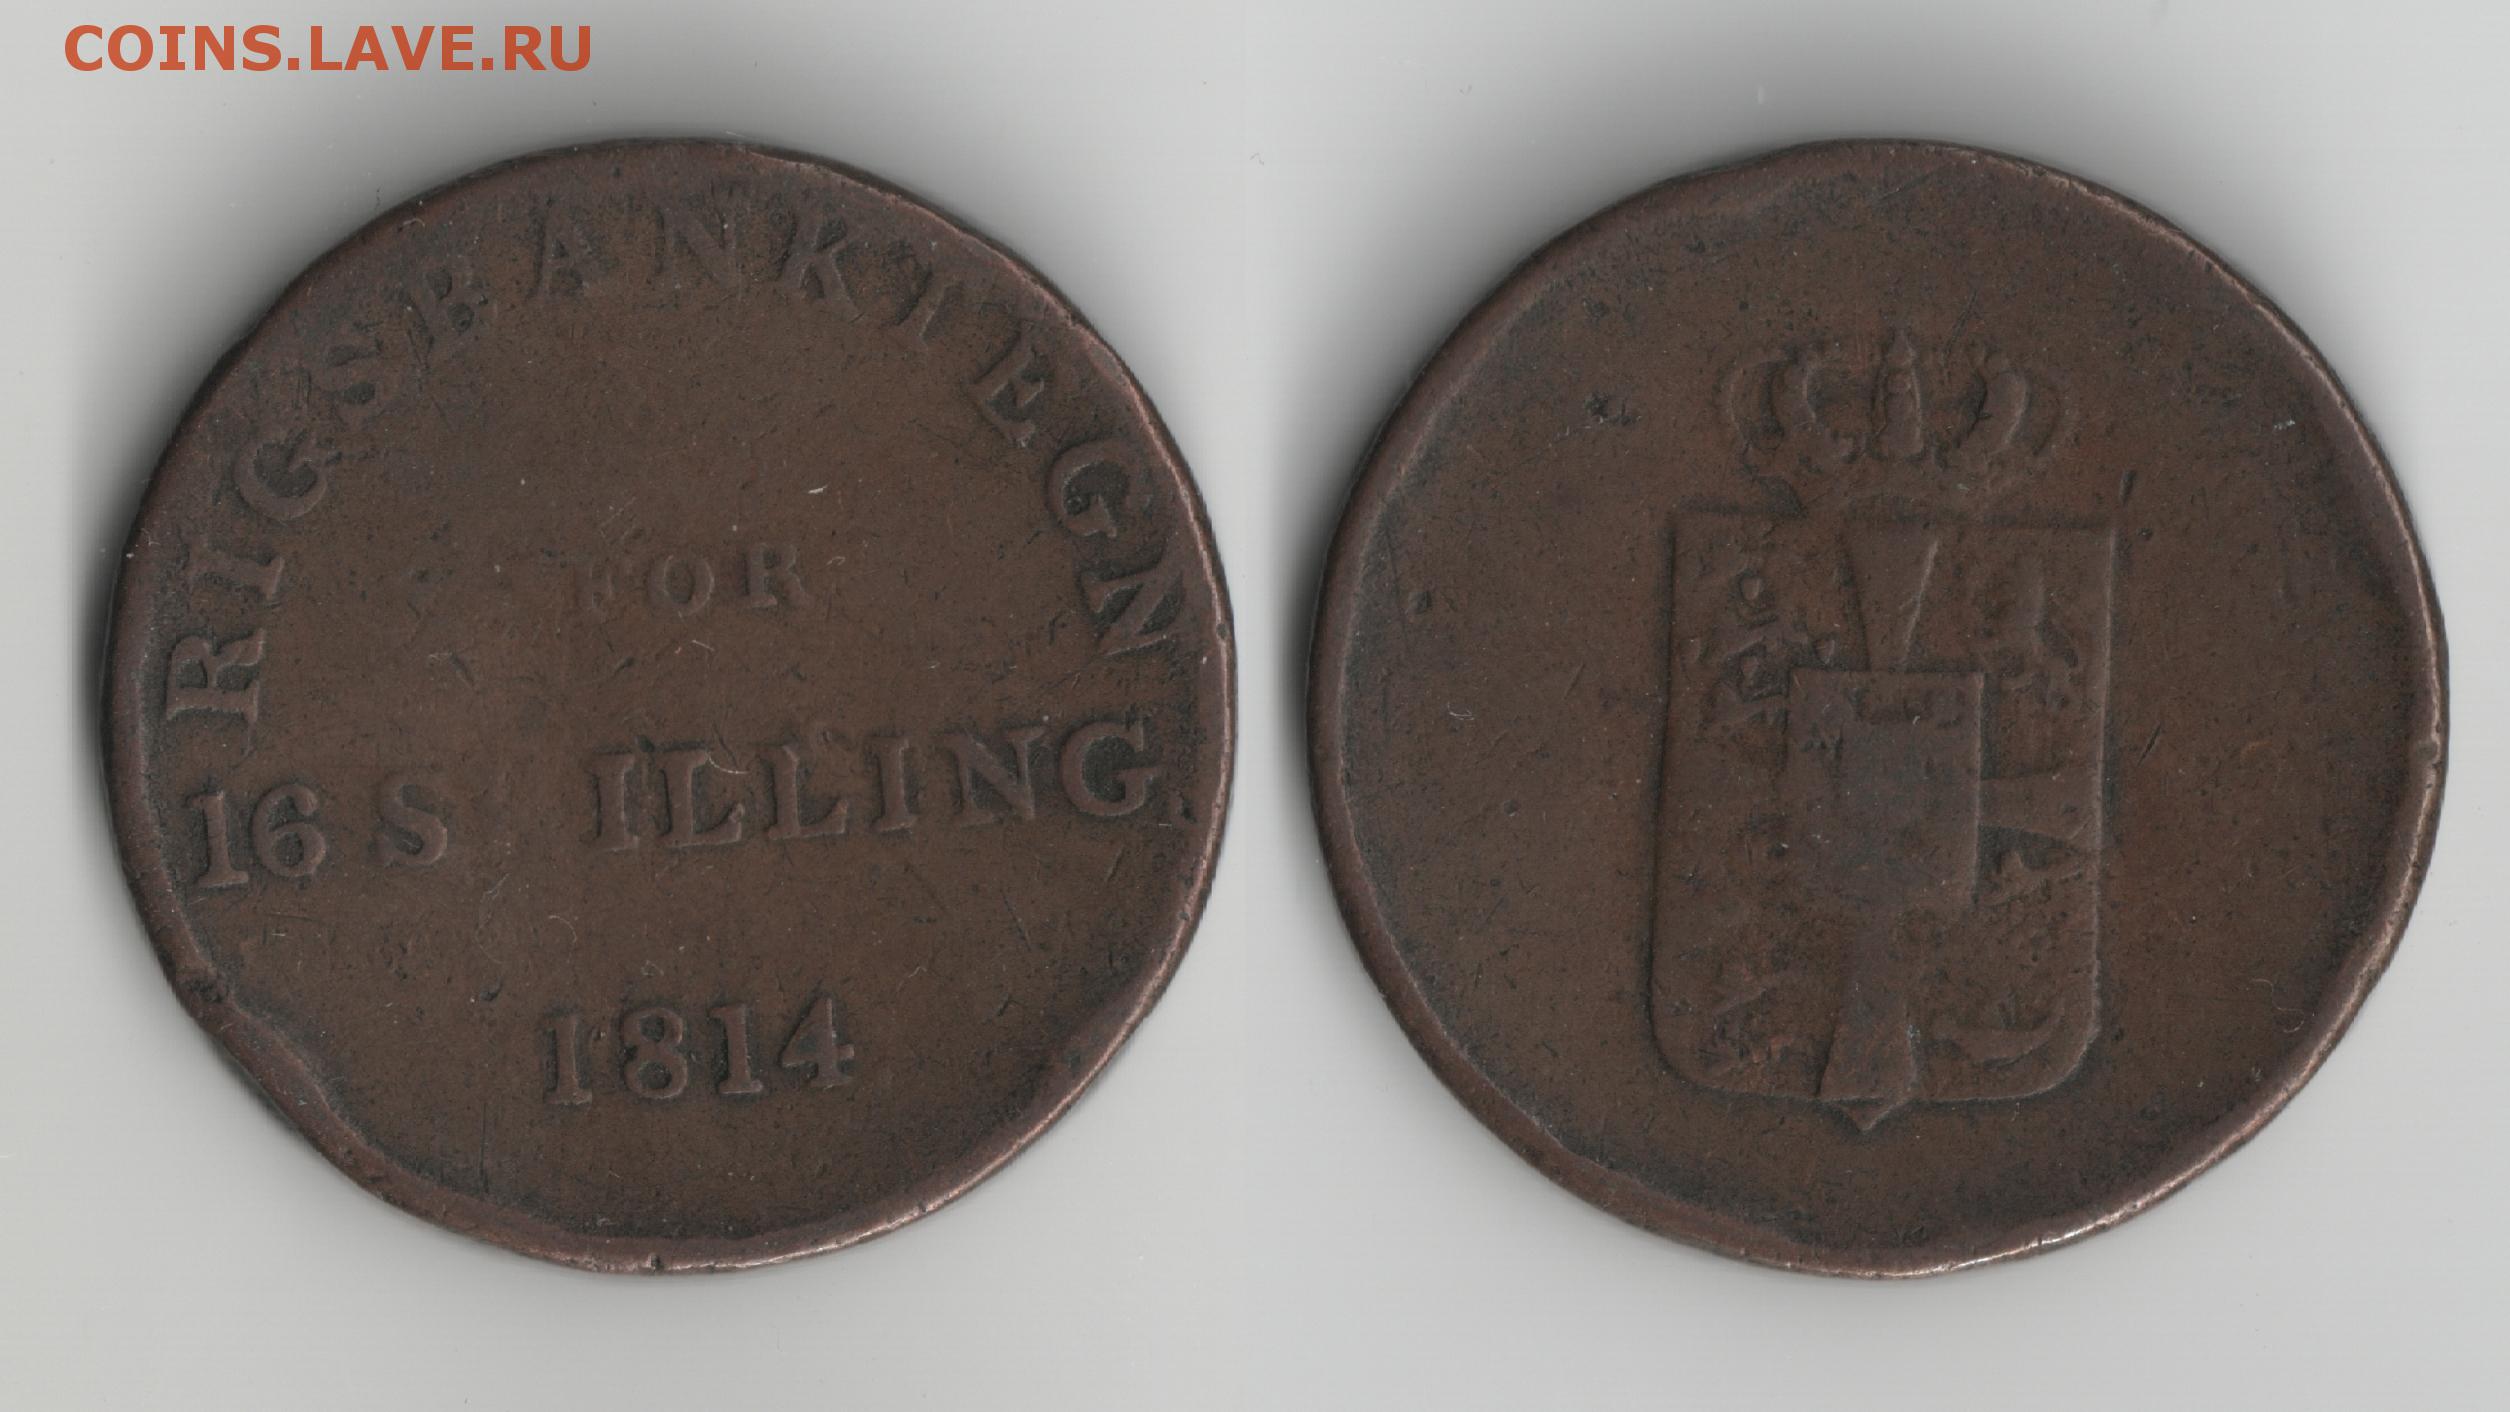 COINS.LAVE.RU
RIGSBANKTEGN
FOR
16 S ILLING
1814